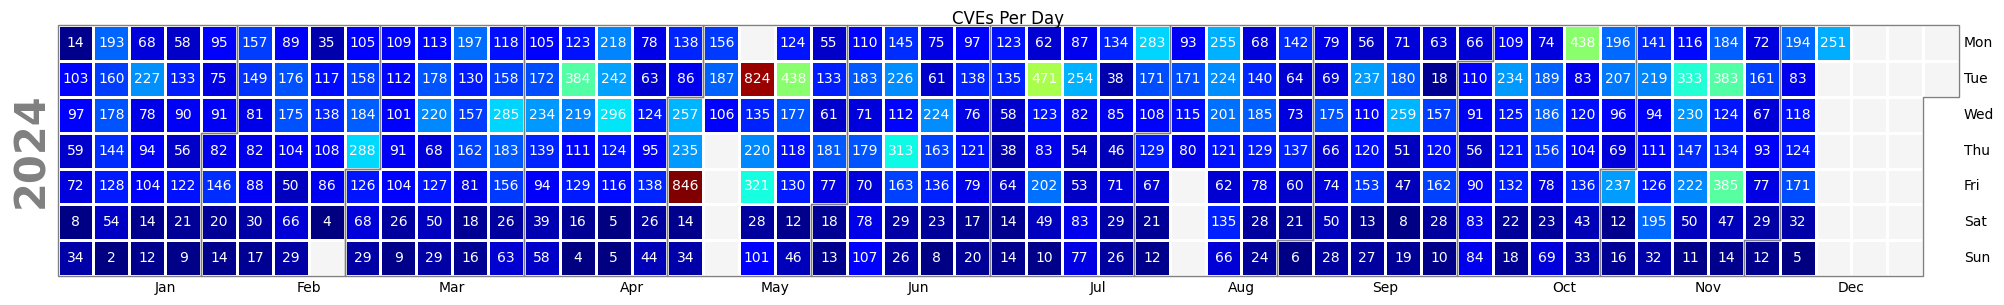 CVEs Per Day
14 193 68 58 95 157 89 35 105 109 113 197 118 105 123 218 78 138 156 124 55 110 145 75 97 123 62 87 134 283 93 255 68 142 79 56 71 63 66 109 74 438 196 141 116 184 72 194 251 Mon
103 160 227 133 75 149 176 117 158 112 178 130 158 172 384 242 63 86 187 824 438 133 183 226 61 138 135 471 254 38 171 171 224 140 64 69 237 180 18 110 234 189 83 207 219 333 383 161 83 Tue
97 178 78 90 91 81 175 138 184 101 220 157 285 234 219 296 124 257 106 135 177 61 71 112 224 76 58 123 82 85 108 115 201 185 73 175 110 259 157 91 125 186 120 96 94 230 124 67 118 Wed
59 144 94 56 82 82 104 108 288 91 68 162 183 139 111 124 95 235 220 118 181 179 313 163 121 38 83 54 46 129 80 121 129 137 66 120 51 120 56 121 156 104 69 111 147 134 93 124 Thu
72 128 104 122 146 88 50 86 126 104 127 81 156 94 129 116 138 846 321 130 77 70 163 136 79 64 202 53 71 67 62 78 60 74 153 47 162 90 132 78 136 237 126 222 385 77 171 Fri
8 54 14 21 20 30 66 4 68 26 50 18 26 39 16 5 26 14 28 12 18 78 29 23 17 14 49 83 29 21 135 28 21 50 13 8 28 83 22 23 43 12 195 50 47 29 32 Sat
34 2 12 9 14 17 29 29 9 29 16 63 58 4 5 44 34 101 46 13 107 26 8 20 14 10 77 26 12 66 24 6 28 27 19 10 84 18 69 33 16 32 11 14 12 5 Sun
2024
Jan Feb Mar Apr May Jun Jul Aug Sep Oct Nov Dec